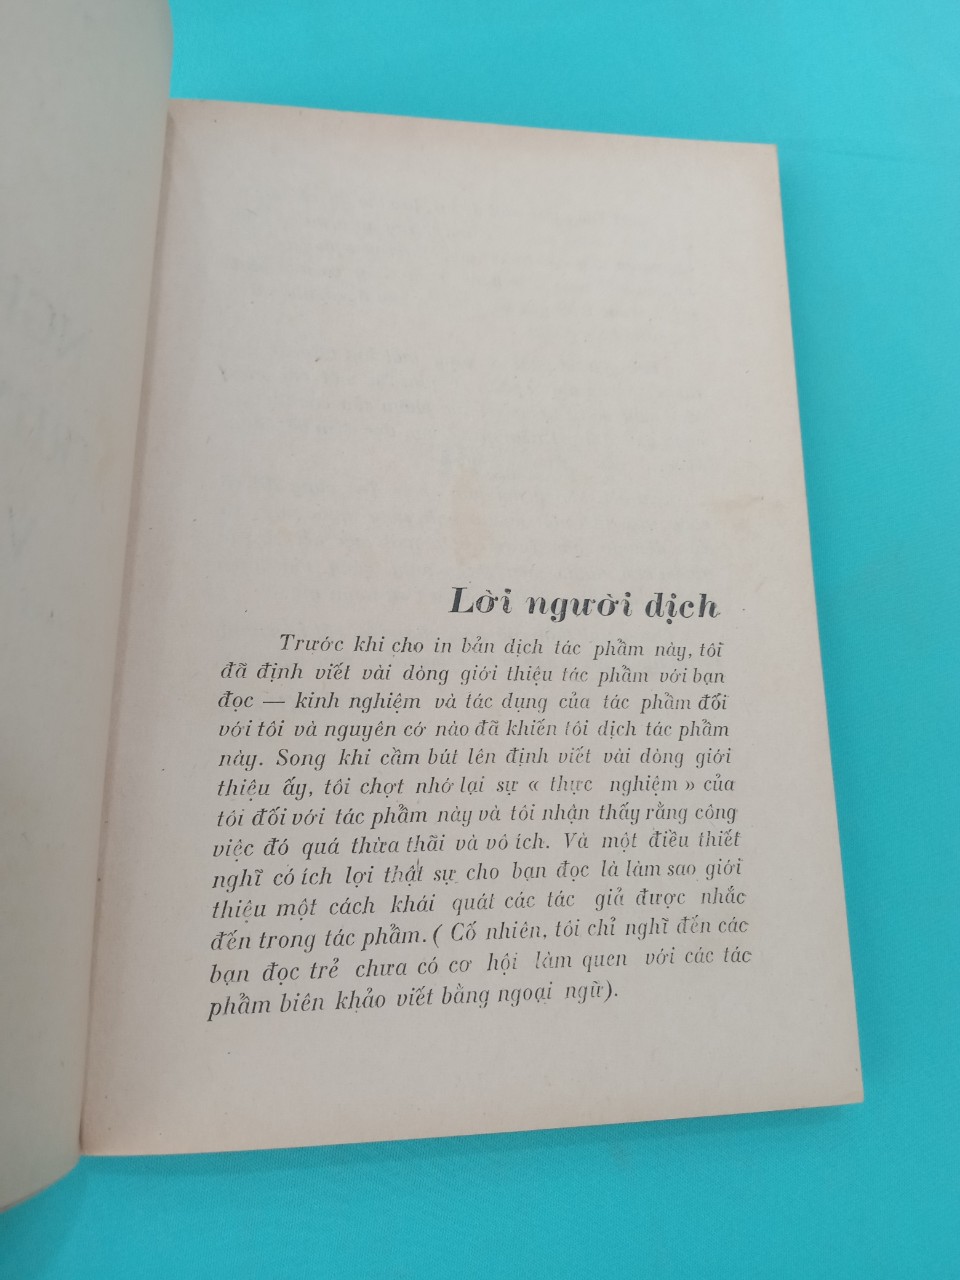 Lời người dịch
Trước khi cho in bản dịch tác phẩm này, tôi
đã định viết vài dòng giới thiệu tác phẩm với bạn
đọc — kinh nghiệm và tác dụng của tác phẩm đối
với tôi và nguyên cớ nào đã khiến tôi dịch tác phẩm
này. Song khi cầm bút lên định viết vài dòng giới
thiệu ấy, tôi chợt nhớ lại sự « thực nghiệm » của
tôi đối với tác phẩm này và tôi nhận thấy rằng công
việc đó quá thừa thãi và vô ích. Và một điều thiết
nghĩ có ích lợi thật sự cho bạn đọc là làm sao giới
thiệu một cách khái quát các tác giả được nhắc
đến trong tác phẩm. ( Cố nhiên, tôi chỉ nghĩ đến các
bạn đọc trẻ chưa có cơ hội làm quen với các tác
phẩm biên khảo viết bằng ngoại ngữ).